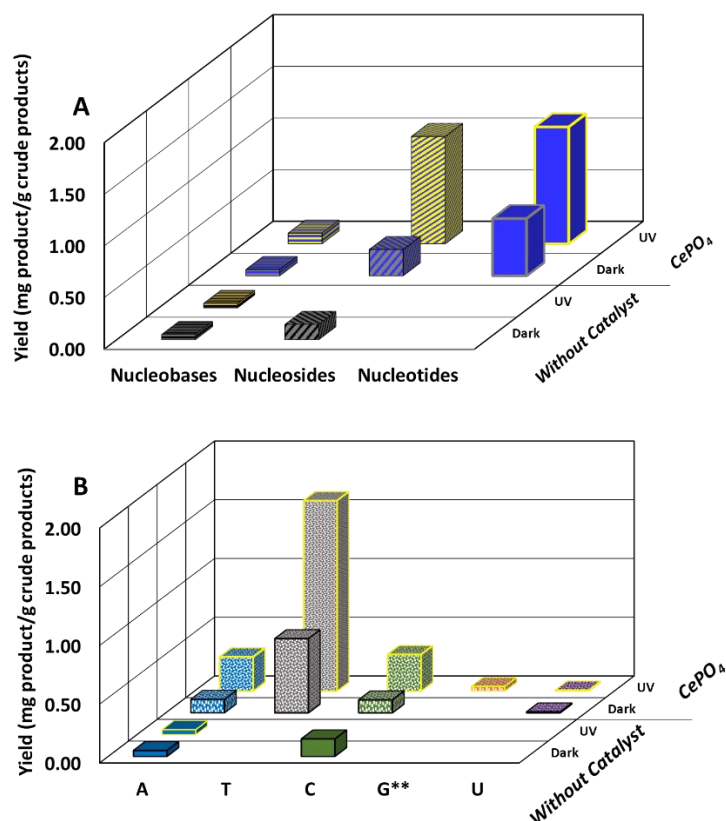 A
Yield (mg product/g crude products)
2.00
1.50
1.00
0.50
0.00
Nucleobases Nucleosides Nucleotides
UV
Dark
CePO4
UV
Dark
Without Catalyst
B
Yield (mg product/g crude products)
2.00
1.50
1.00
0.50
0.00
A T C G** U
UV
Dark
CePO4
UV
Dark
Without Catalyst